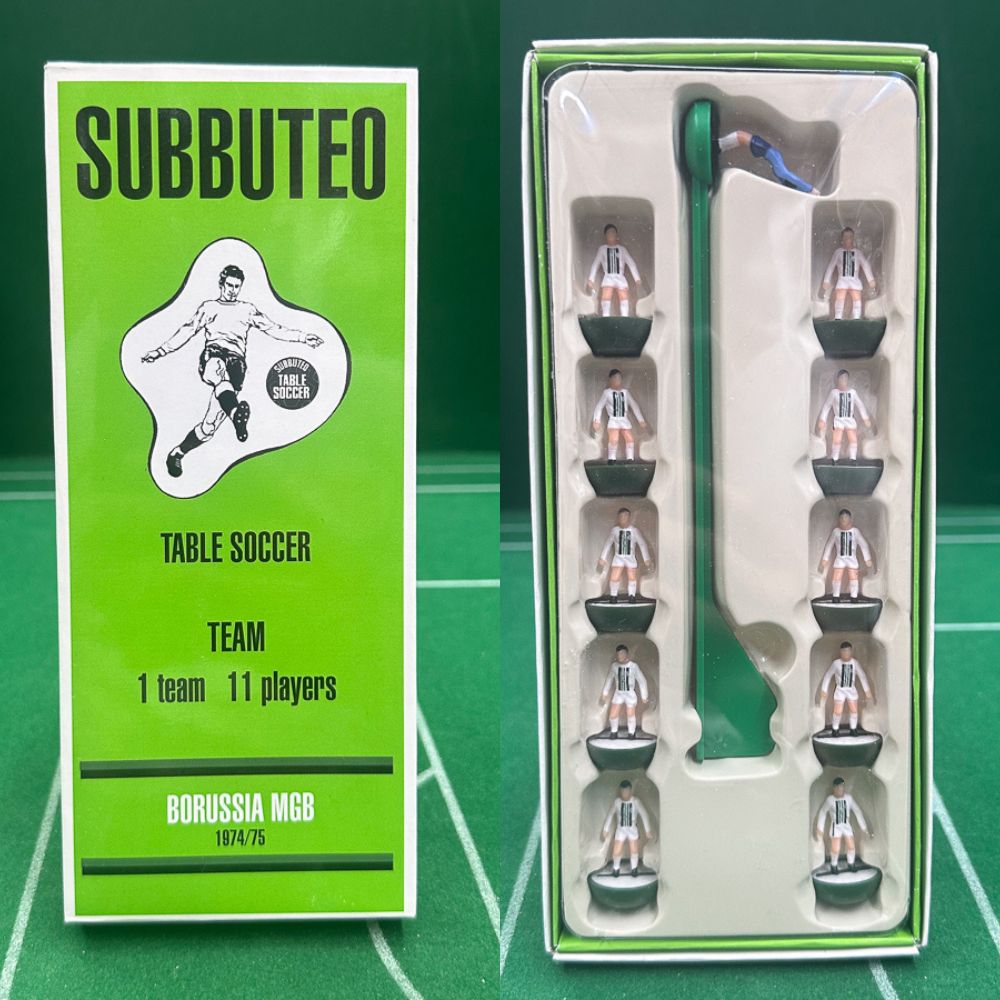 SUBBUTEO
SUBBUTEO
TABLE
SOCCER
TABLE SOCCER
TEAM
1 team 11 players
BORUSSIA MGB
1974/75